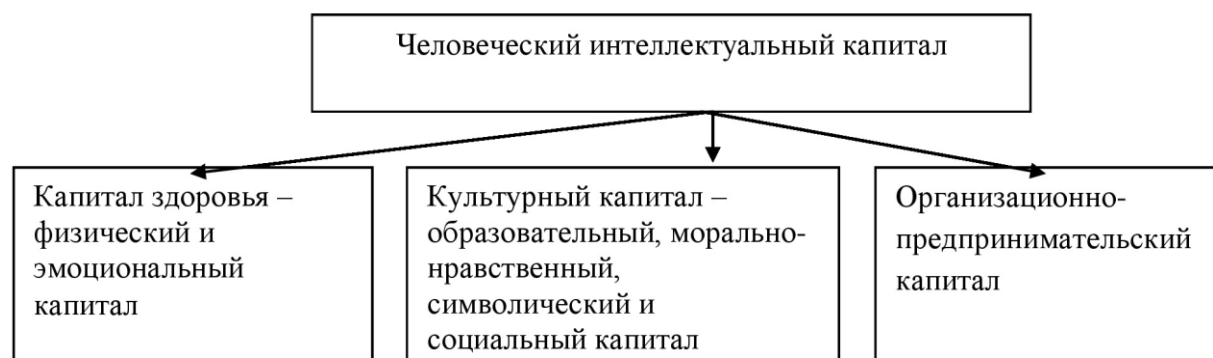 Человеческий интеллектуальный капитал
Капитал здоровья –
физический и
эмоциональный
капитал
Культурный капитал –
образовательный, морально-
нравственный,
символический и
социальный капитал
Организационно-
предпринимательский
капитал